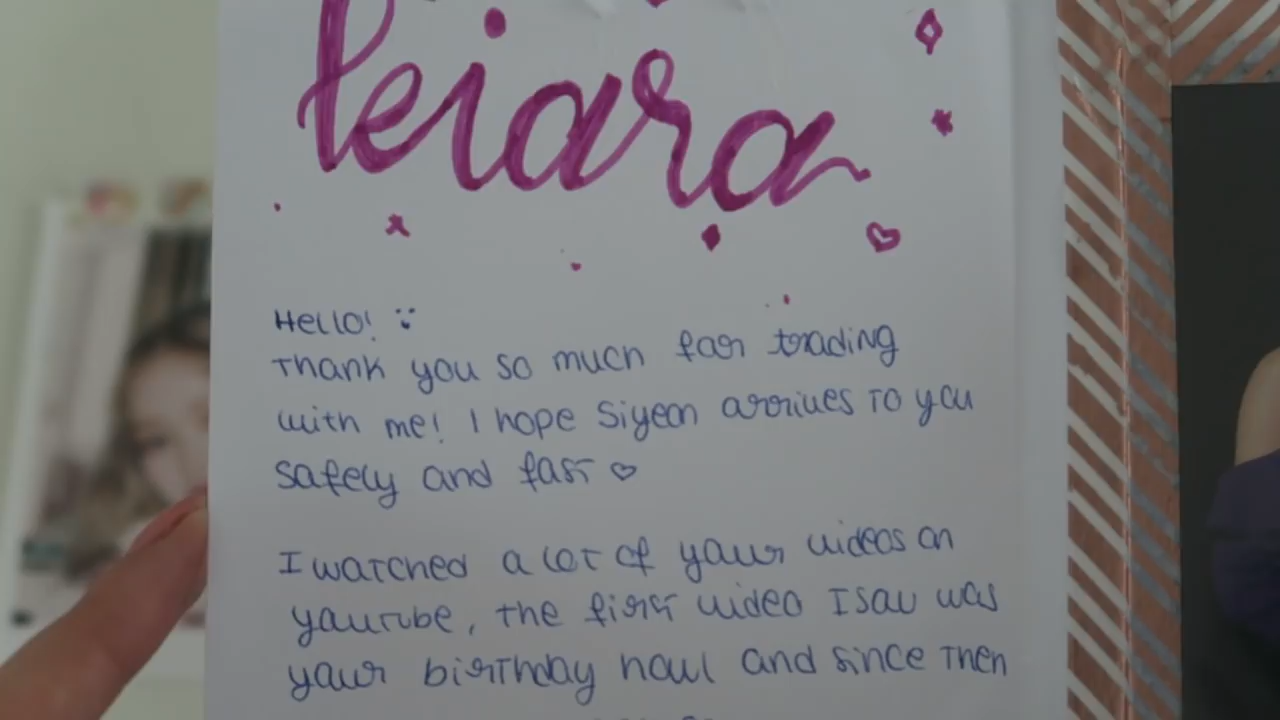 Keiara
Hello!
Thank you so much for trading
with me! I hope Siyeon arrives to you
safely and fast ♡
I watched a lot of your videos on
youtube, the first video I saw was
your birthday haul and since then